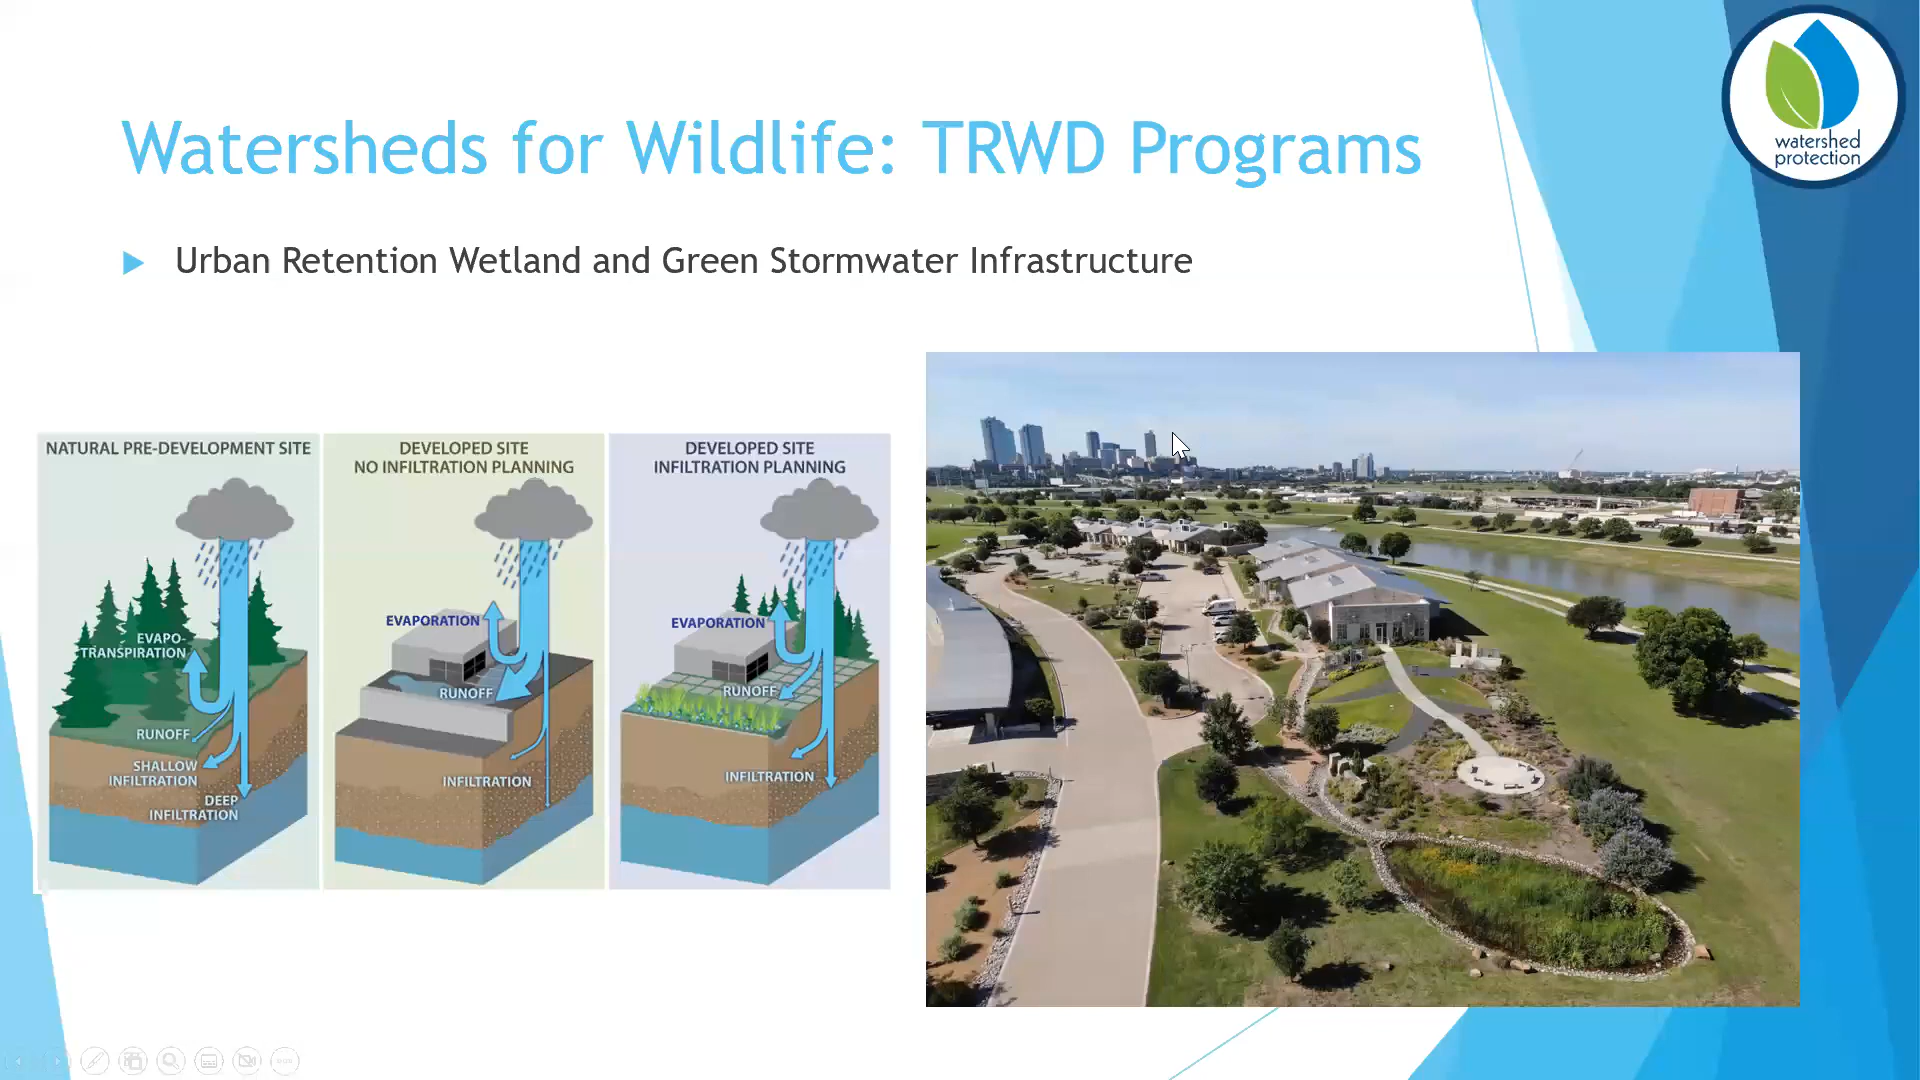 watershed
protection
Watersheds for Wildlife: TRWD Programs
Urban Retention Wetland and Green Stormwater Infrastructure
NATURAL PRE-DEVELOPMENT SITE
EVAPO-
TRANSPIRATION
RUNOFF
SHALLOW
INFILTRATION
DEEP
INFILTRATION
DEVELOPED SITE
NO INFILTRATION PLANNING
EVAPORATION
RUNOFF
INFILTRATION
DEVELOPED SITE
INFILTRATION PLANNING
EVAPORATION
RUNOFF
INFILTRATION